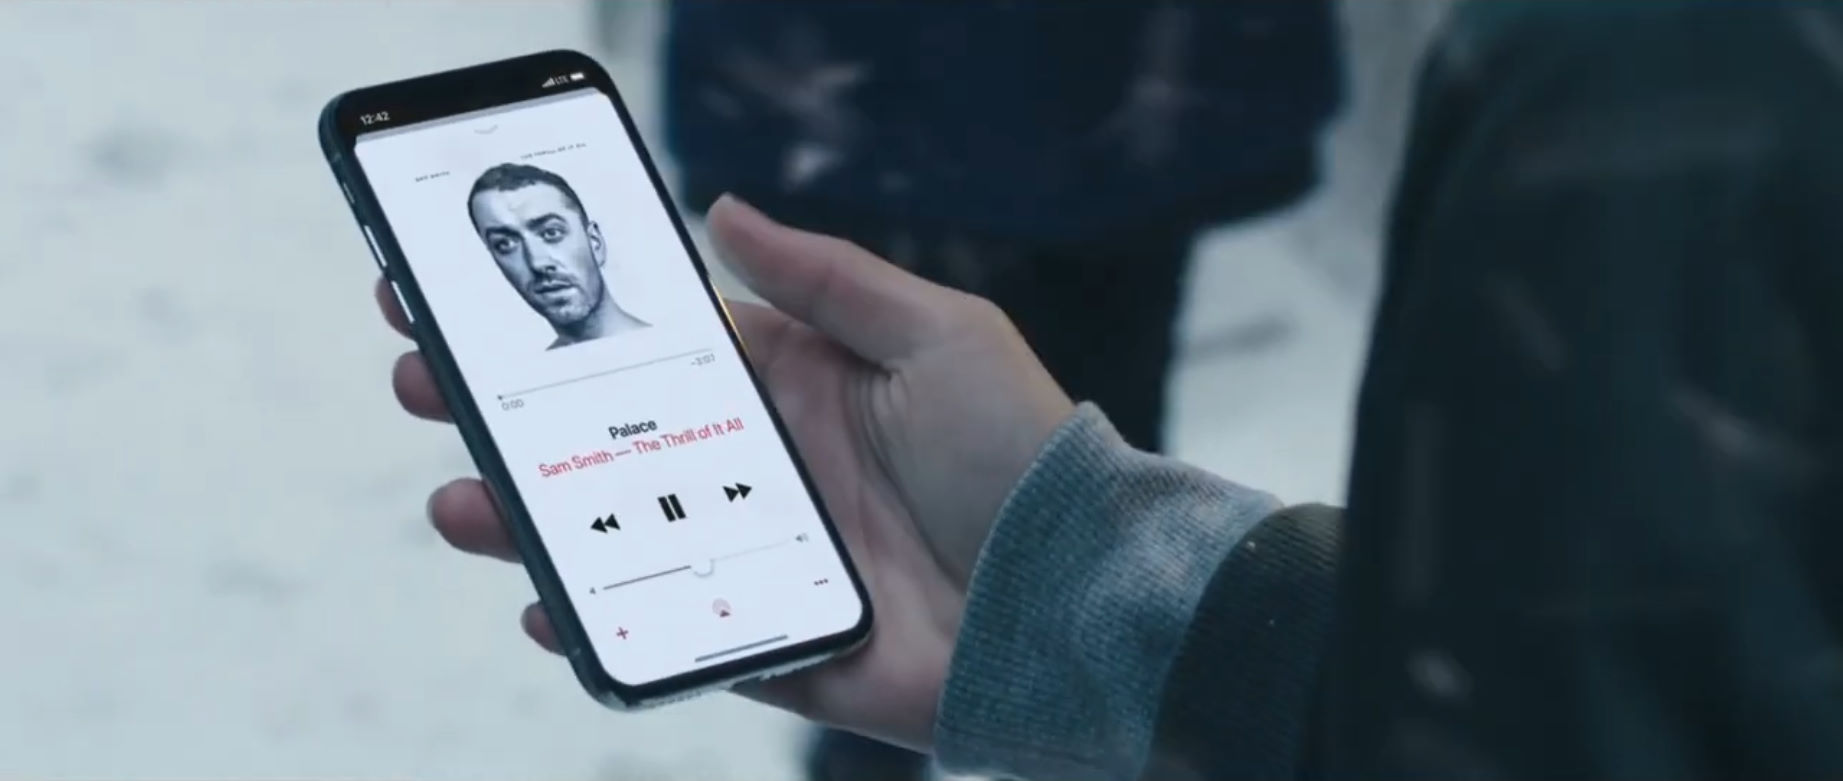 12:42
LTE
SAM SMITH
THE THRILL OF IT ALL
-3:01
0:00
Palace
Sam Smith — The Thrill of It All